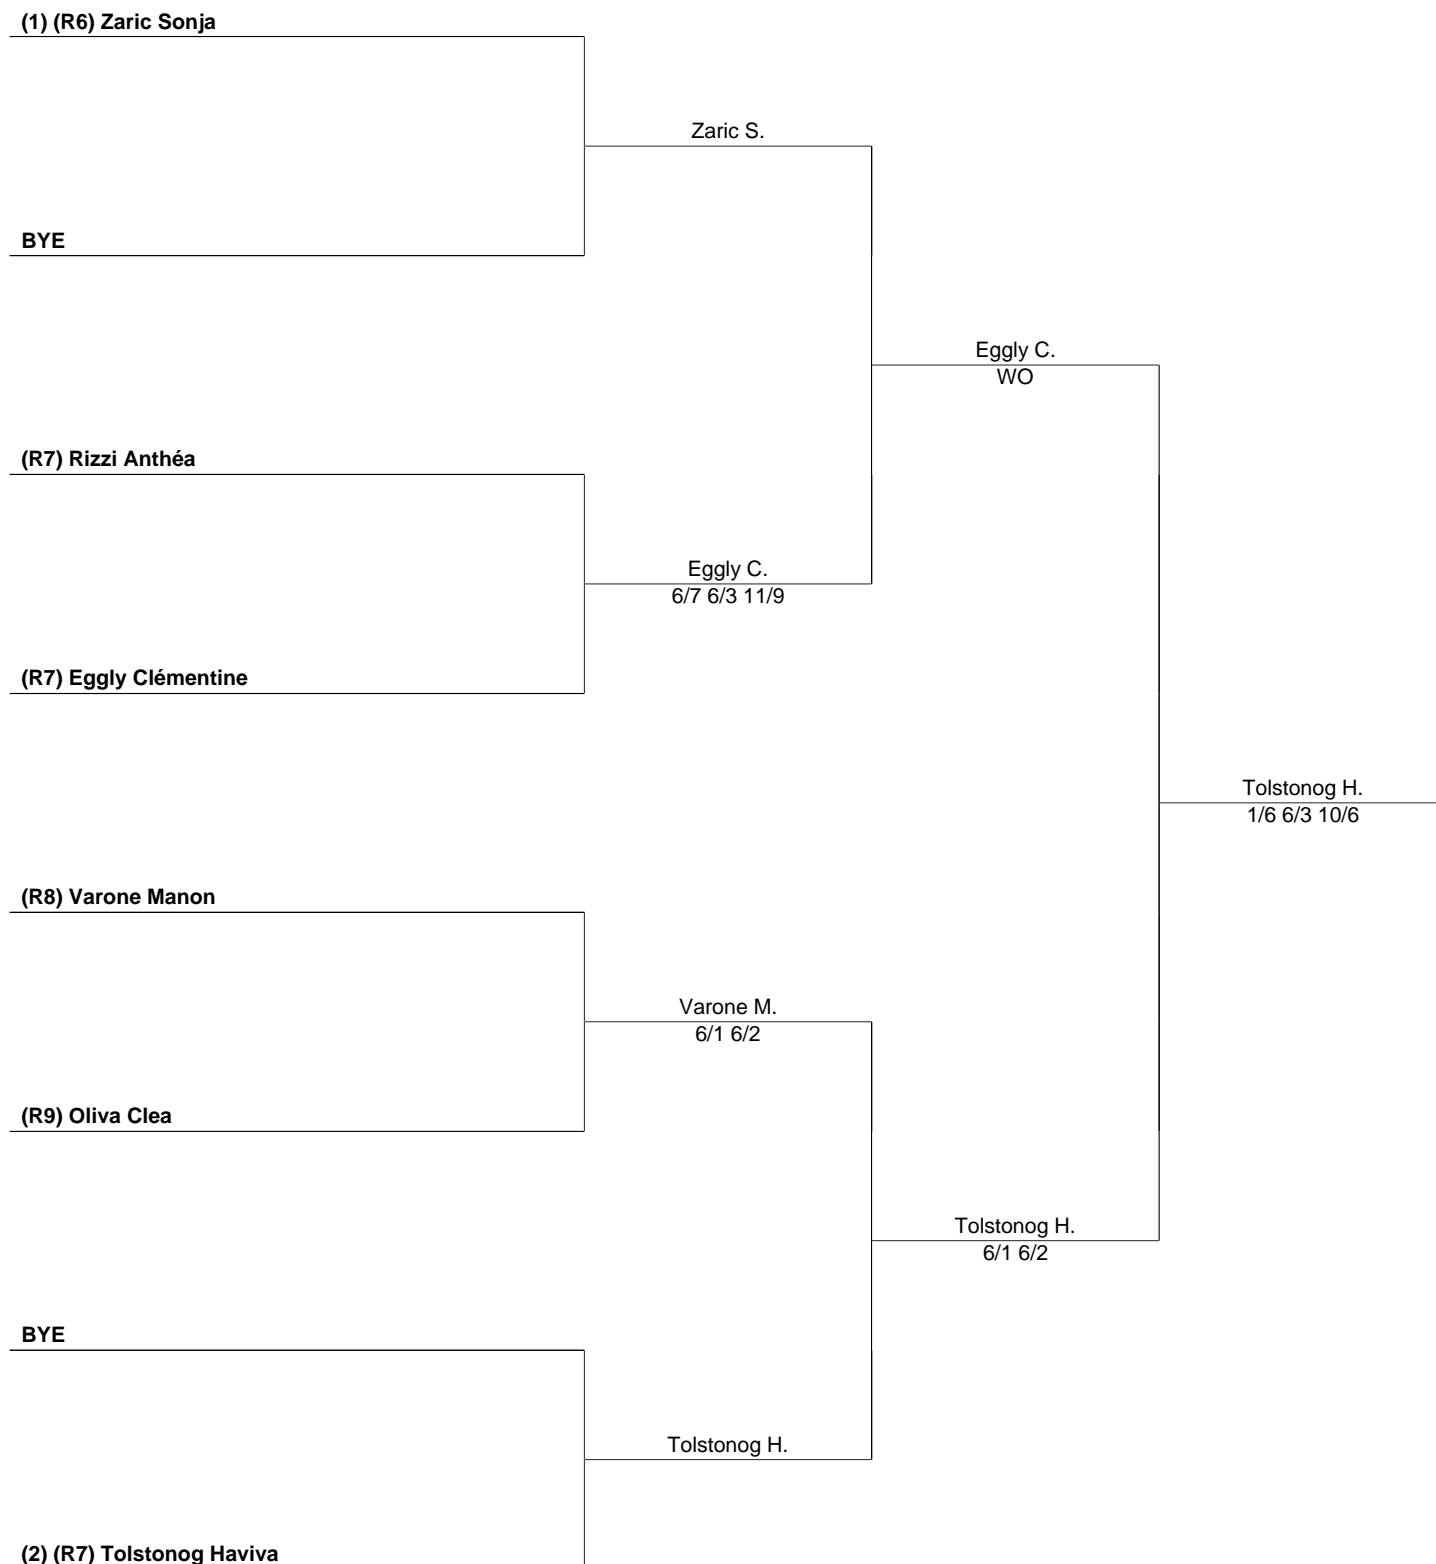 (1) (R6) Zaric Sonja
Zaric S.
BYE
Eggly C.
WO
(R7) Rizzi Anthéa
Eggly C.
6/7 6/3 11/9
(R7) Eggly Clémentine
Tolstonog H.
1/6 6/3 10/6
(R8) Varone Manon
Varone M.
6/1 6/2
(R9) Oliva Clea
Tolstonog H.
6/1 6/2
BYE
Tolstonog H.
(2) (R7) Tolstonog Haviva